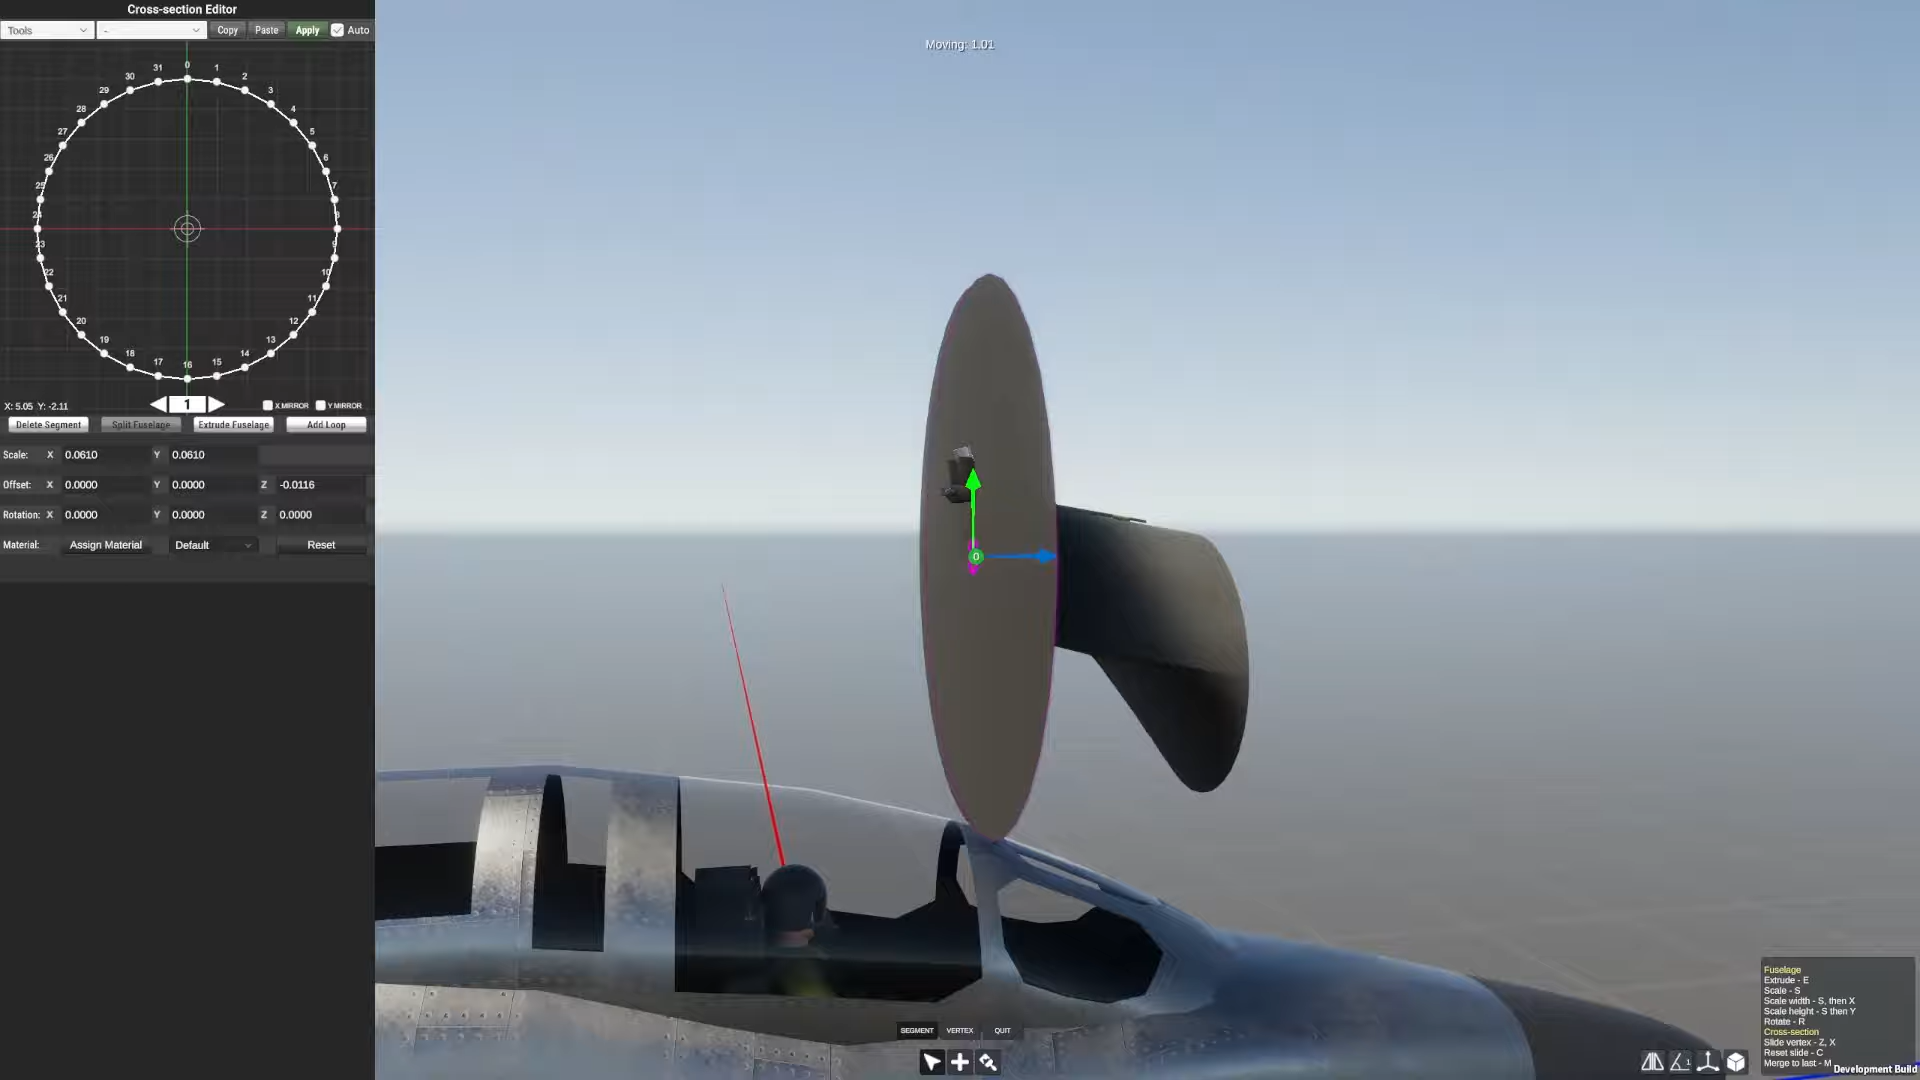 Cross-section Editor
Tools
-
Copy
Paste
Apply
Auto
Moving: 1.01
0
1
2
3
4
5
6
7
8
9
10
11
12
13
14
15
16
17
18
19
20
21
22
23
24
25
26
27
28
29
30
31
X: 5.05 Y: -2.11
1
X MIRROR
Y MIRROR
Delete Segment
Split Fuselage
Extrude Fuselage
Add Loop
Scale: X 0.0610 Y 0.0610
Offset: X 0.0000 Y 0.0000 Z -0.0116
Rotation: X 0.0000 Y 0.0000 Z 0.0000
Material: Assign Material Default Reset
0
SEGMENT
VERTEX
QUIT
Fuselage
Extrude - E
Scale - S
Scale width - S, then X
Scale height - S then Y
Rotate - R
Cross-section
Slide vertex - Z, X
Reset slide - C
Merge to last - M
Development Build